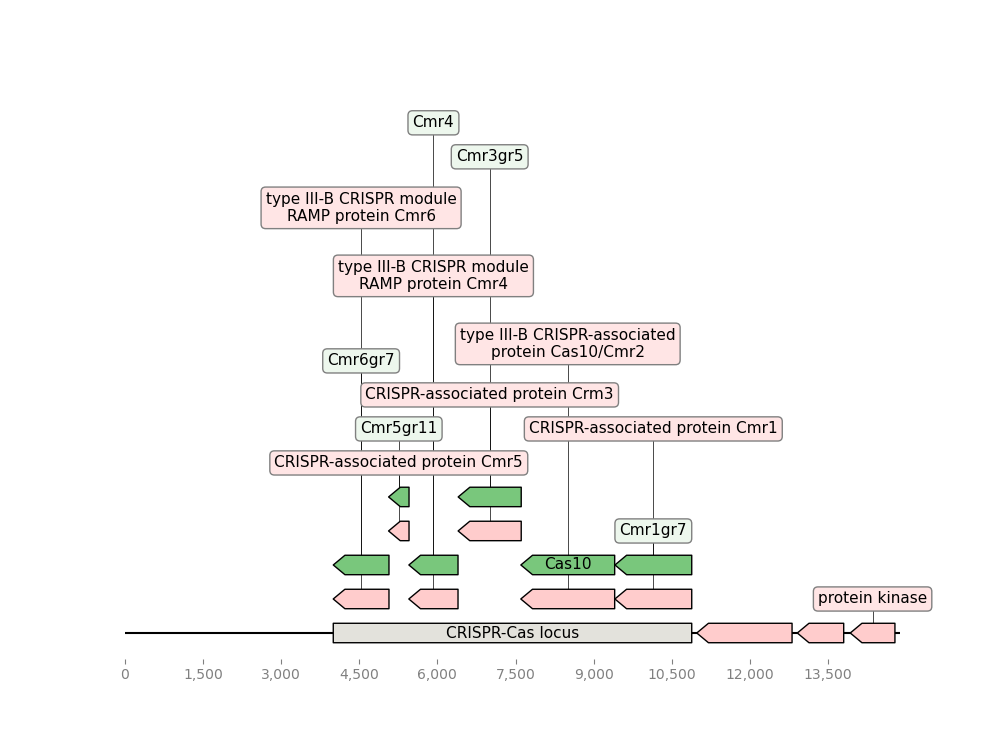 Cmr4
Cmr3gr5
type III-B CRISPR module
RAMP protein Cmr6
type III-B CRISPR module
RAMP protein Cmr4
type III-B CRISPR-associated
protein Cas10/Cmr2
Cmr6gr7
CRISPR-associated protein Crm3
Cmr5gr11
CRISPR-associated protein Cmr1
CRISPR-associated protein Cmr5
Cmr1gr7
Cas10
protein kinase
CRISPR-Cas locus
0 1,500 3,000 4,500 6,000 7,500 9,000 10,500 12,000 13,500